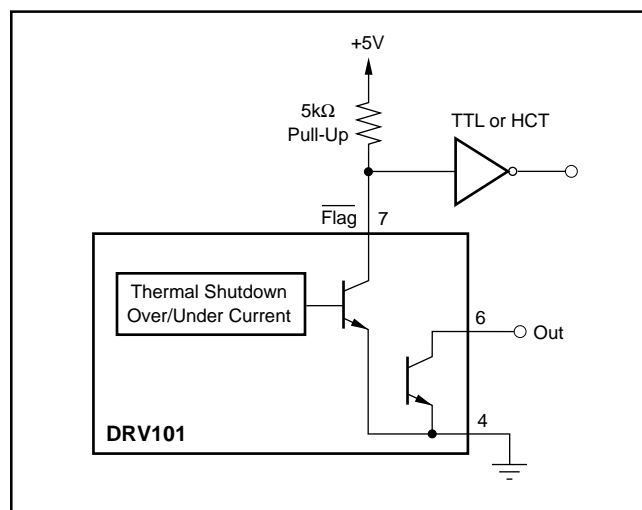 +5V
5kΩ
Pull-Up
TTL or HCT
Flag
7
Thermal Shutdown
Over/Under Current
6
Out
4
DRV101